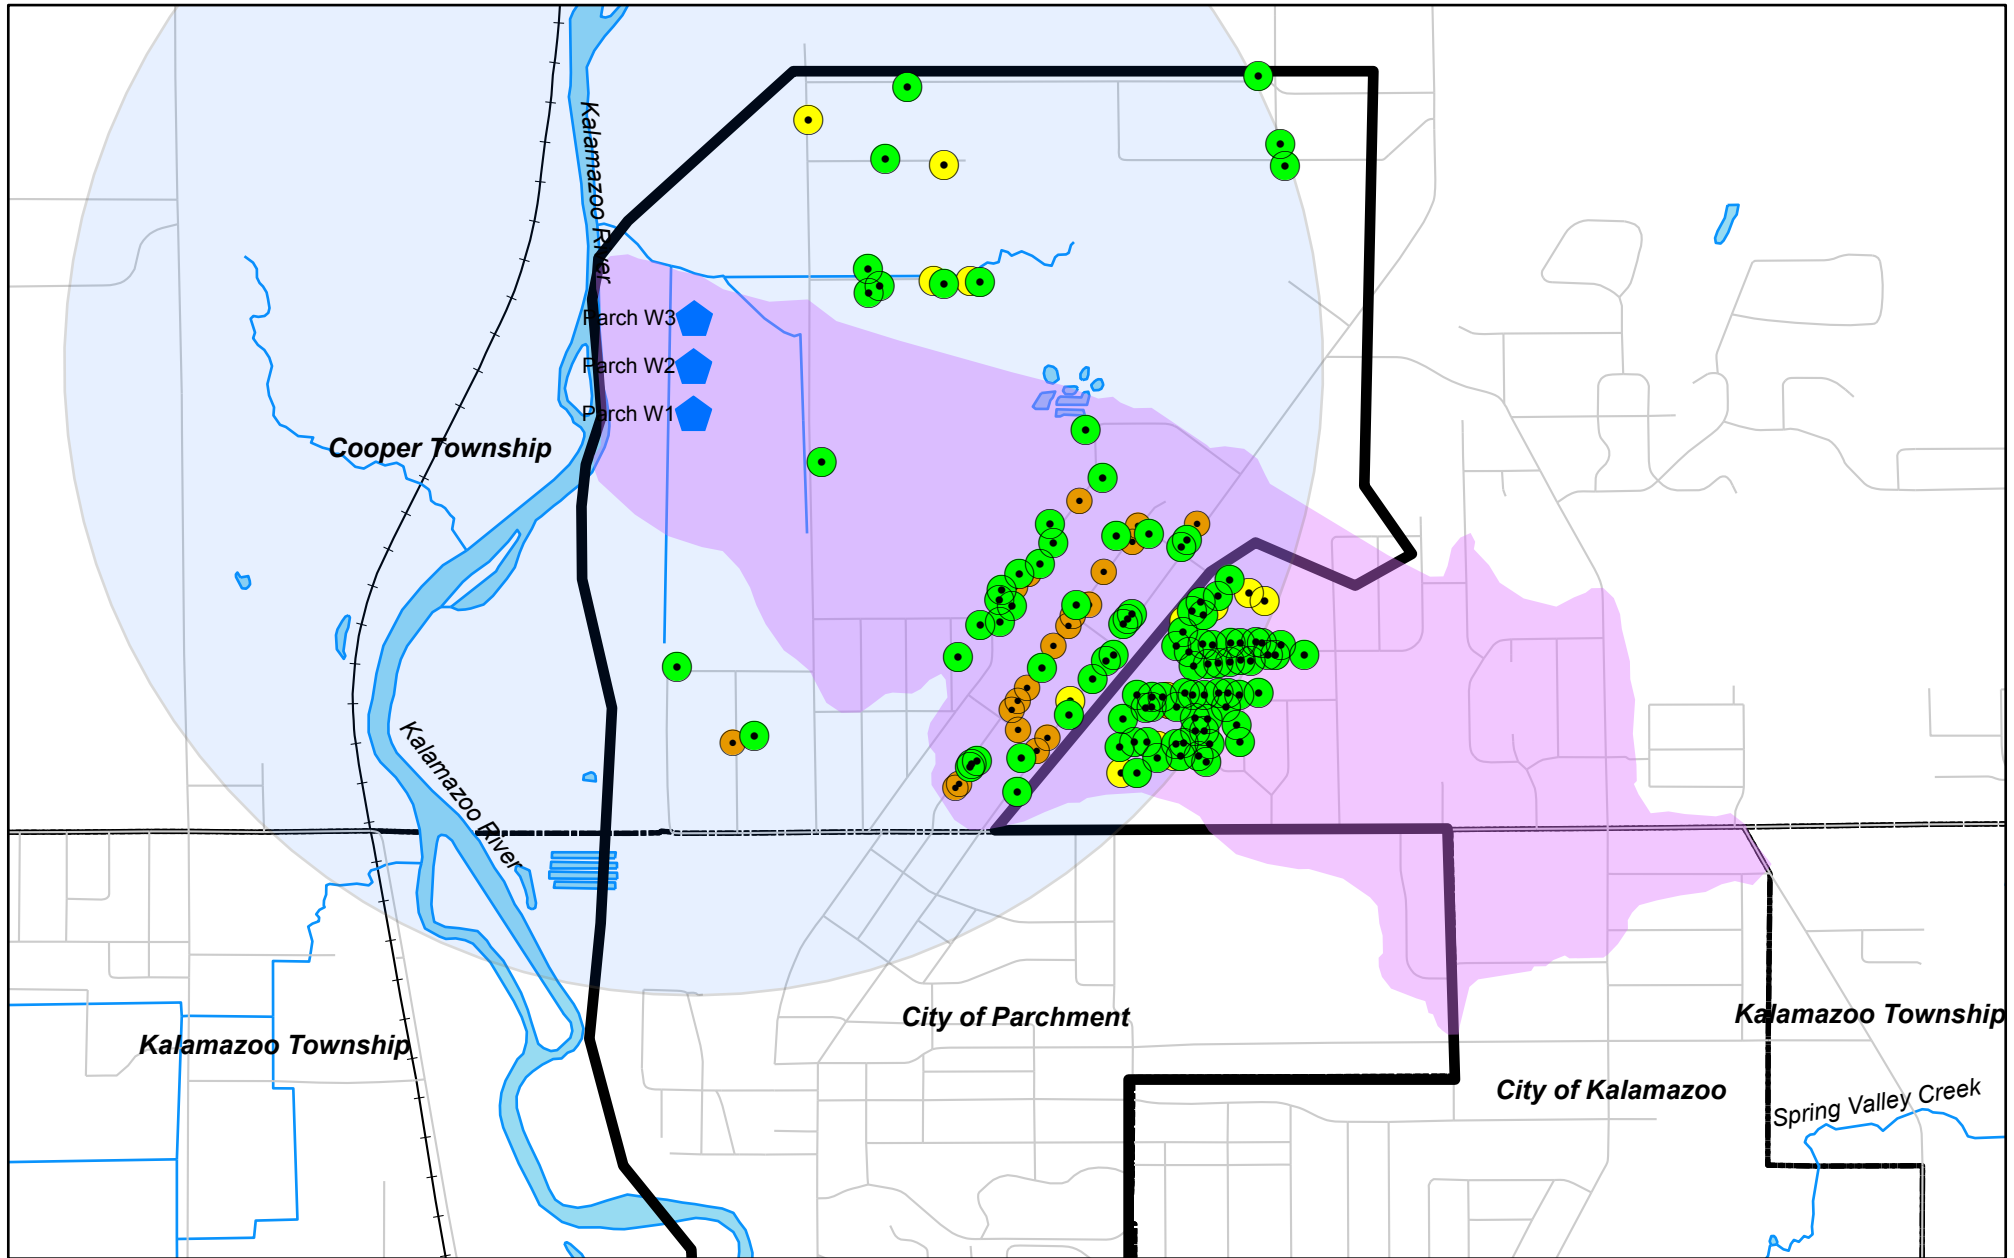 Kalamazoo River
Parch W3
Parch W2
Parch W1
Cooper Township
Kalamazoo River
City of Parchment
Kalamazoo Township
Kalamazoo Township
City of Kalamazoo
Spring Valley Creek